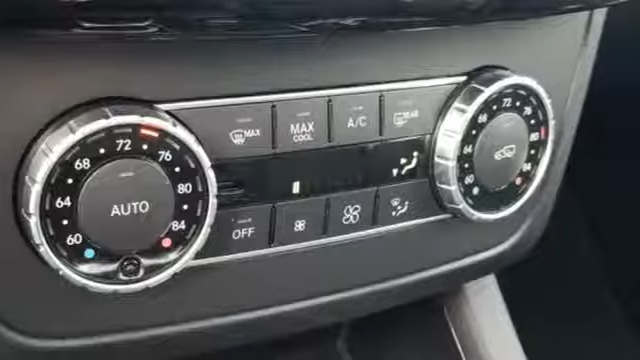 68 72 76
64 80
60 84
AUTO
MAX
MAX
COOL
A/C
REAR
OFF
68 72 76
64 80
60 84